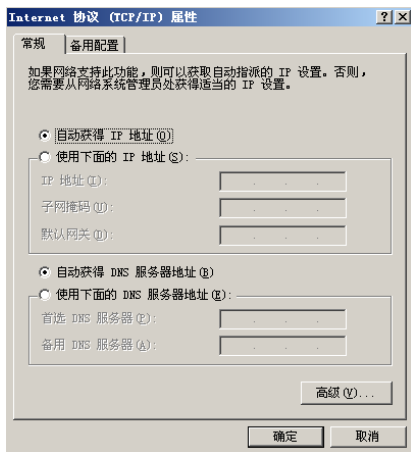 Internet 协议 (TCP/IP) 属性
常规 备用配置
如果网络支持此功能，则可以获取自动指派的 IP 设置。否则，
您需要从网络系统管理员处获得适当的 IP 设置。
自动获得 IP 地址(O)
使用下面的 IP 地址(S):
IP 地址(I):
子网掩码(U):
默认网关(D):
自动获得 DNS 服务器地址(B)
使用下面的 DNS 服务器地址(E):
首选 DNS 服务器(P):
备用 DNS 服务器(A):
高级(V)...
确定 取消